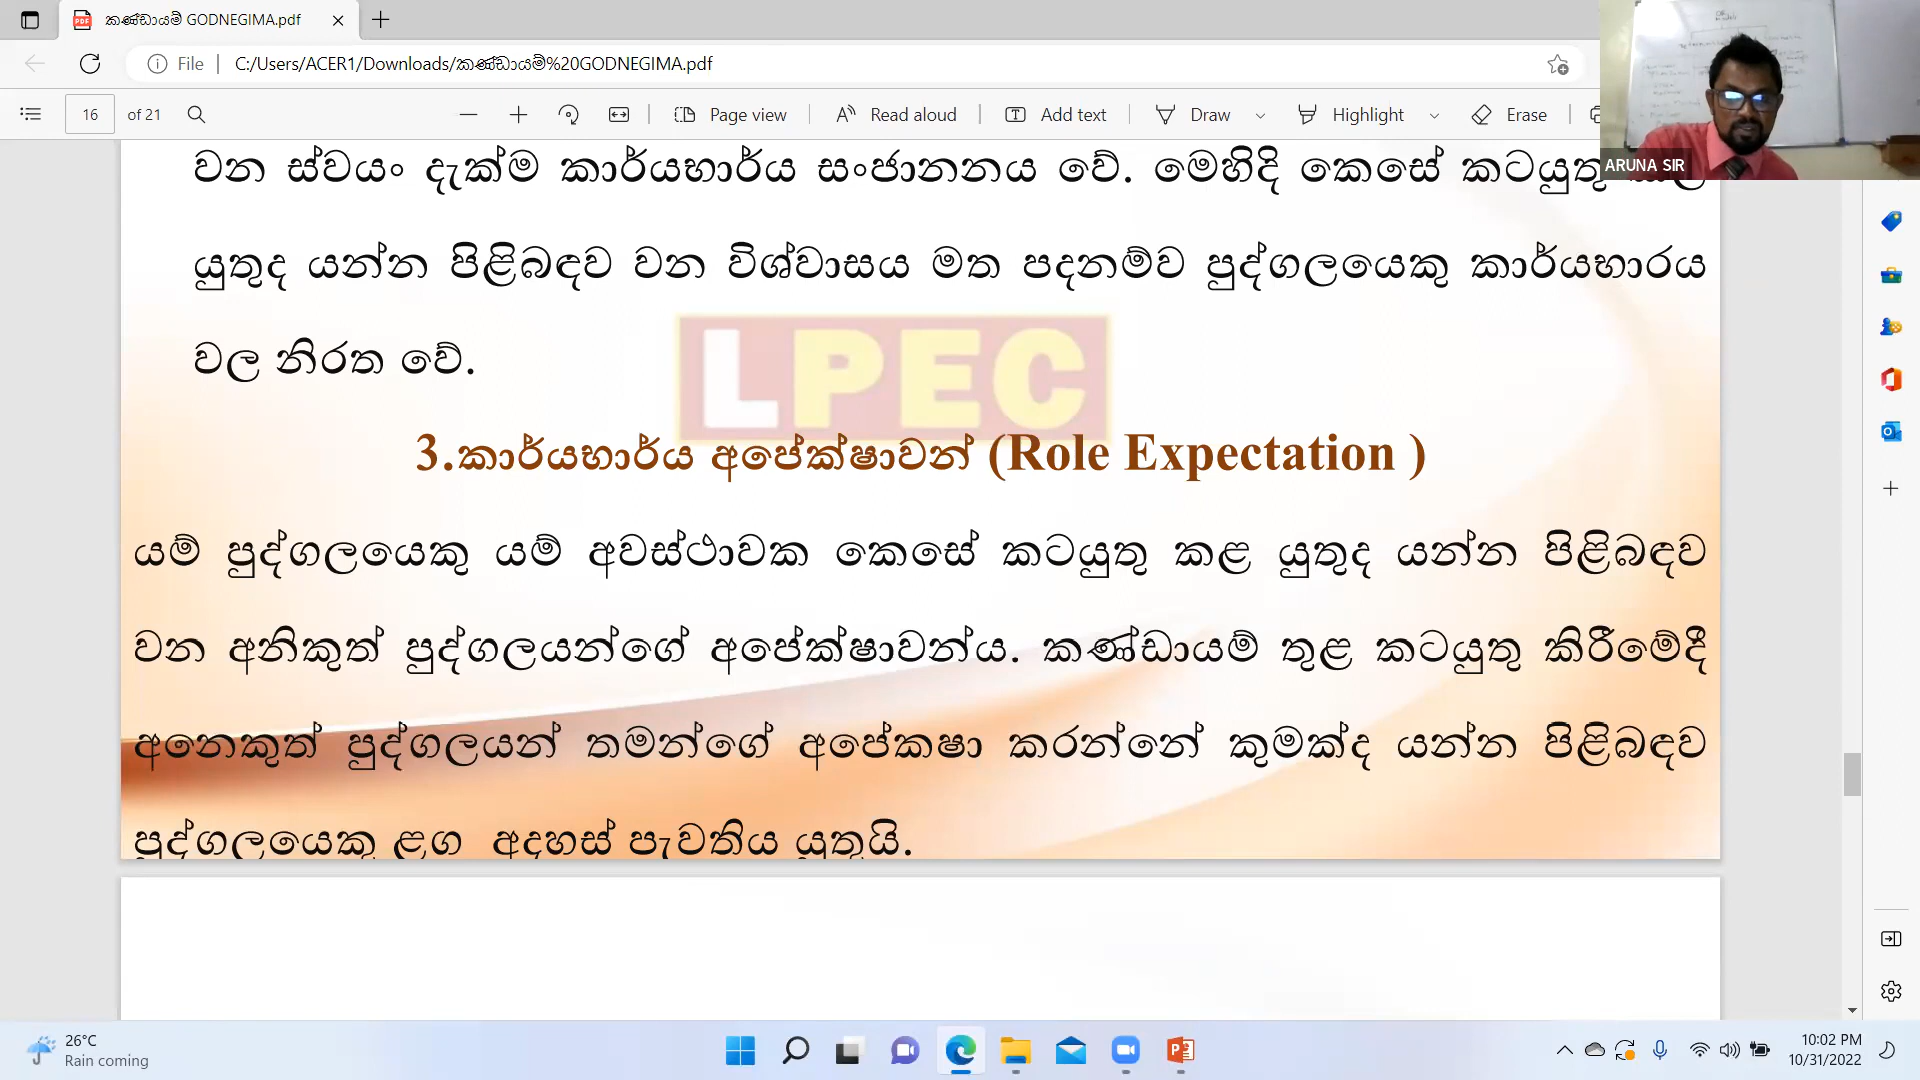 කණ්ඩායම් GODNEGIMA.pdf
File
C:/Users/ACER1/Downloads/කණ්ඩායම්%20GODNEGIMA.pdf
16 of 21
Page view
Read aloud
Add text
Draw
Highlight
Erase
ARUNA SIR
වන ස්වයං දැක්ම කාර්යභාර්ය සංජානනය වේ. මෙහිදි කෙසේ කටයුතු
යුතුද යන්න පිළිබඳව වන විශ්වාසය මත පදනම්ව පුද්ගලයෙකු කාර්යභාරය
වල නිරත වේ.
LPEC
3.කාර්යභාර්ය අපේක්ෂාවන් (Role Expectation )
යම් පුද්ගලයෙකු යම් අවස්ථාවක කෙසේ කටයුතු කළ යුතුද යන්න පිළිබඳව
වන අනිකුත් පුද්ගලයන්ගේ අපේක්ෂාවන්ය. කණ්ඩායම් තුළ කටයුතු කිරීමේදී
අනෙකුත් පුද්ගලයන් තමන්ගේ අපේකෂා කරන්නේ කුමක්ද යන්න පිළිබඳව
පුද්ගලයෙකු ළග අදහස් පැවතිය යුතුයි.
26°C
Rain coming
10:02 PM
10/31/2022